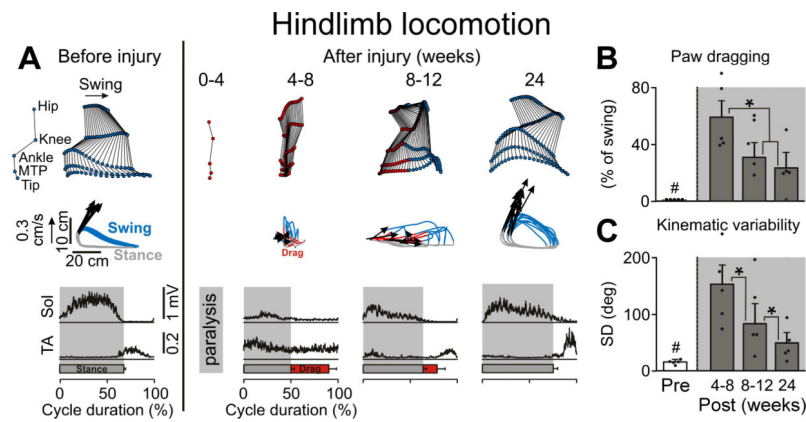 Hindlimb locomotion
A
Before injury
After injury (weeks)
Swing
0-4
4-8
8-12
24
Hip
Knee
Ankle
MTP
Tip
0.3
cm/s
10 cm
20 cm
Swing
Stance
Drag
Sol
1 mV
TA
0.2
paralysis
Stance
Drag
0 50 100
Cycle duration (%)
0 50 100
Cycle duration (%)
B
Paw dragging
80
40
0
(% of swing)
*
#
C
Kinematic variability
200
100
0
SD (deg)
*
*
#
Pre
4-8 8-12 24
Post (weeks)